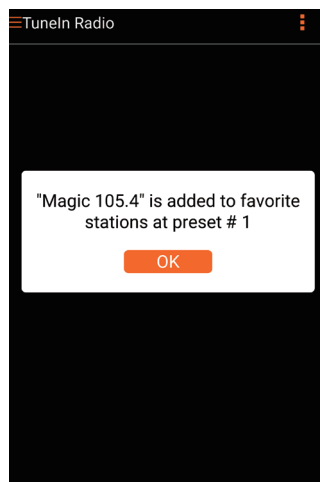 TuneIn Radio
"Magic 105.4" is added to favorite
stations at preset # 1
OK